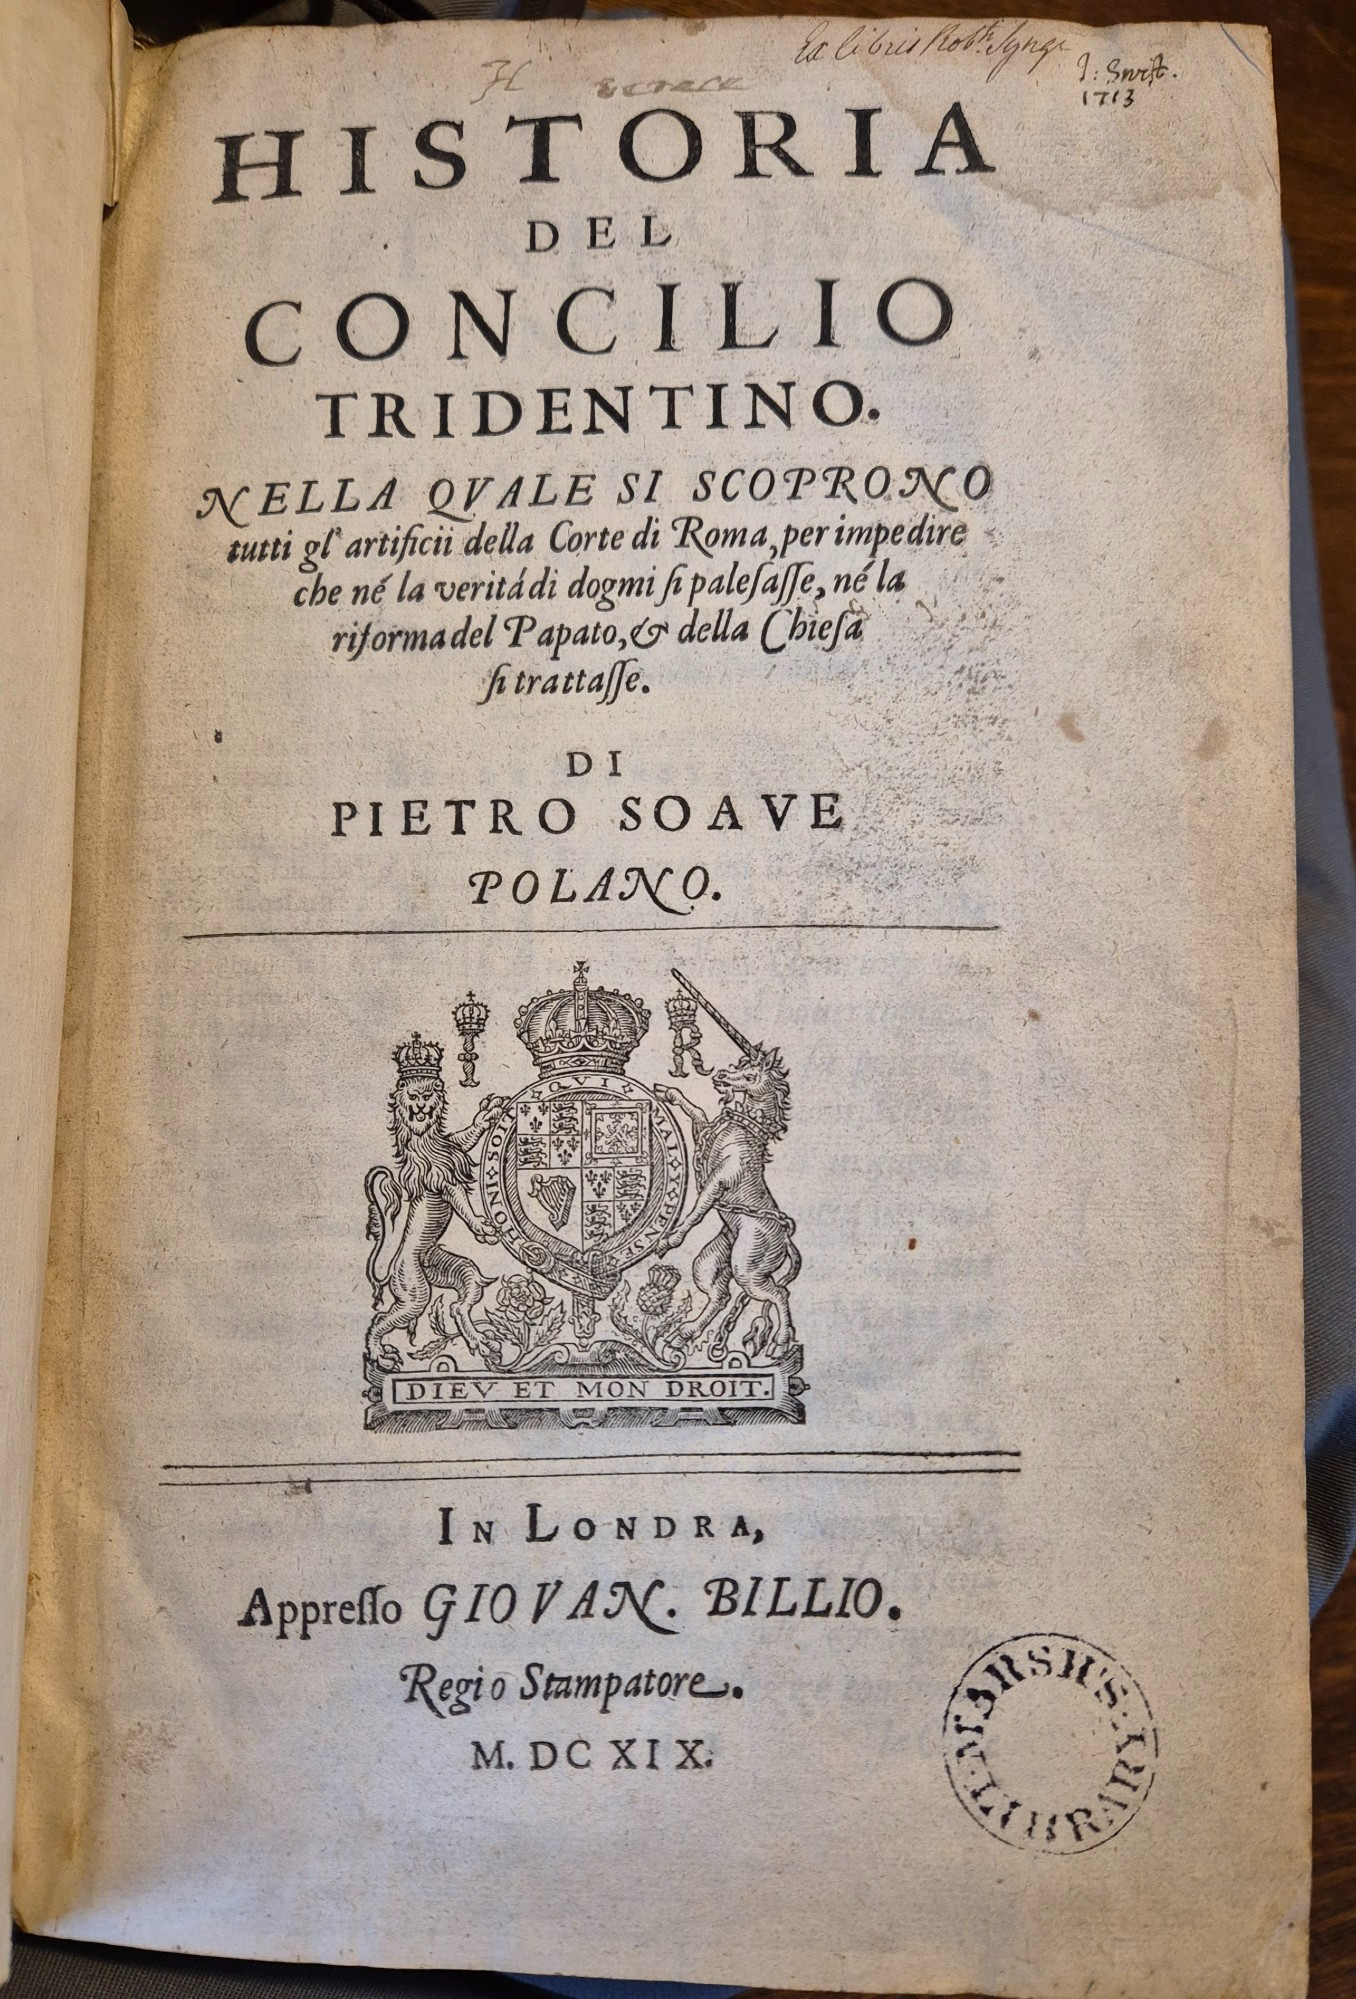 Ex libris Rob:t Synge
J: Swift.
1713
HISTORIA
DEL
CONCILIO
TRIDENTINO.
NELLA QVALE SI SCOPRONO
tutti gl' artificii della Corte di Roma, per impedire
che né la veritá di dogmi ſi paleſaſſe, né la
riforma del Papato, & della Chieſa
ſi trattaſſe.
DI
PIETRO SOAVE
POLANO.
I R
HONI SOIT QVI MAL Y PENSE
DIEV ET MON DROIT.
IN LONDRA,
Appreſſo GIOVAN. BILLIO.
Regio Stampatore.
M. DC XIX.
MARSH'S LIBRARY